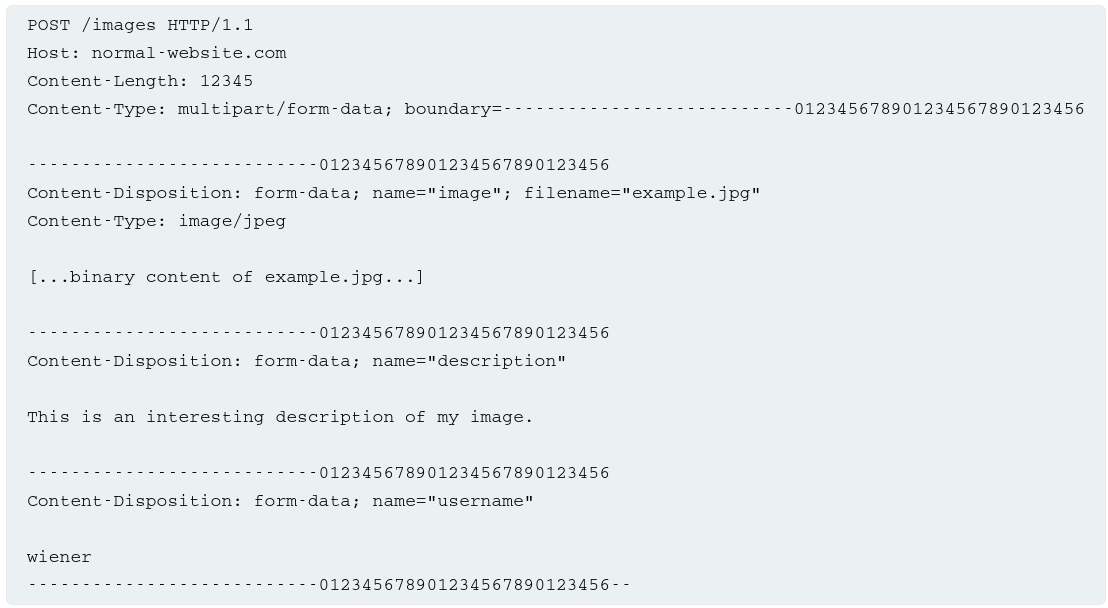 POST /images HTTP/1.1
Host: normal-website.com
Content-Length: 12345
Content-Type: multipart/form-data; boundary=---------------------------012345678901234567890123456
---------------------------012345678901234567890123456
Content-Disposition: form-data; name="image"; filename="example.jpg"
Content-Type: image/jpeg
[...binary content of example.jpg...]
---------------------------012345678901234567890123456
Content-Disposition: form-data; name="description"
This is an interesting description of my image.
---------------------------012345678901234567890123456
Content-Disposition: form-data; name="username"
wiener
---------------------------012345678901234567890123456--